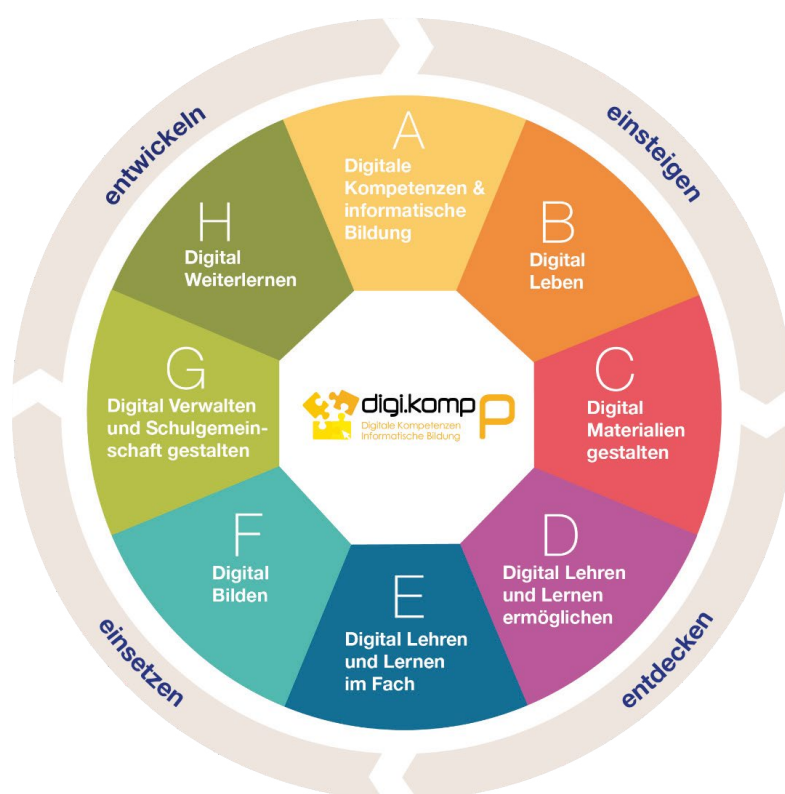 entwickeln
einsteigen
A
Digitale
Kompetenzen &
informatische
Bildung
B
Digital
Leben
C
Digital
Materialien
gestalten
D
Digital Lehren
und Lernen
ermöglichen
E
Digital Lehren
und Lernen
im Fach
F
Digital
Bilden
G
Digital Verwalten
und Schulgemein-
schaft gestalten
H
Digital
Weiterlernen
digi.komp P
Digitale Kompetenzen
Informatische Bildung
entdecken
einsetzen